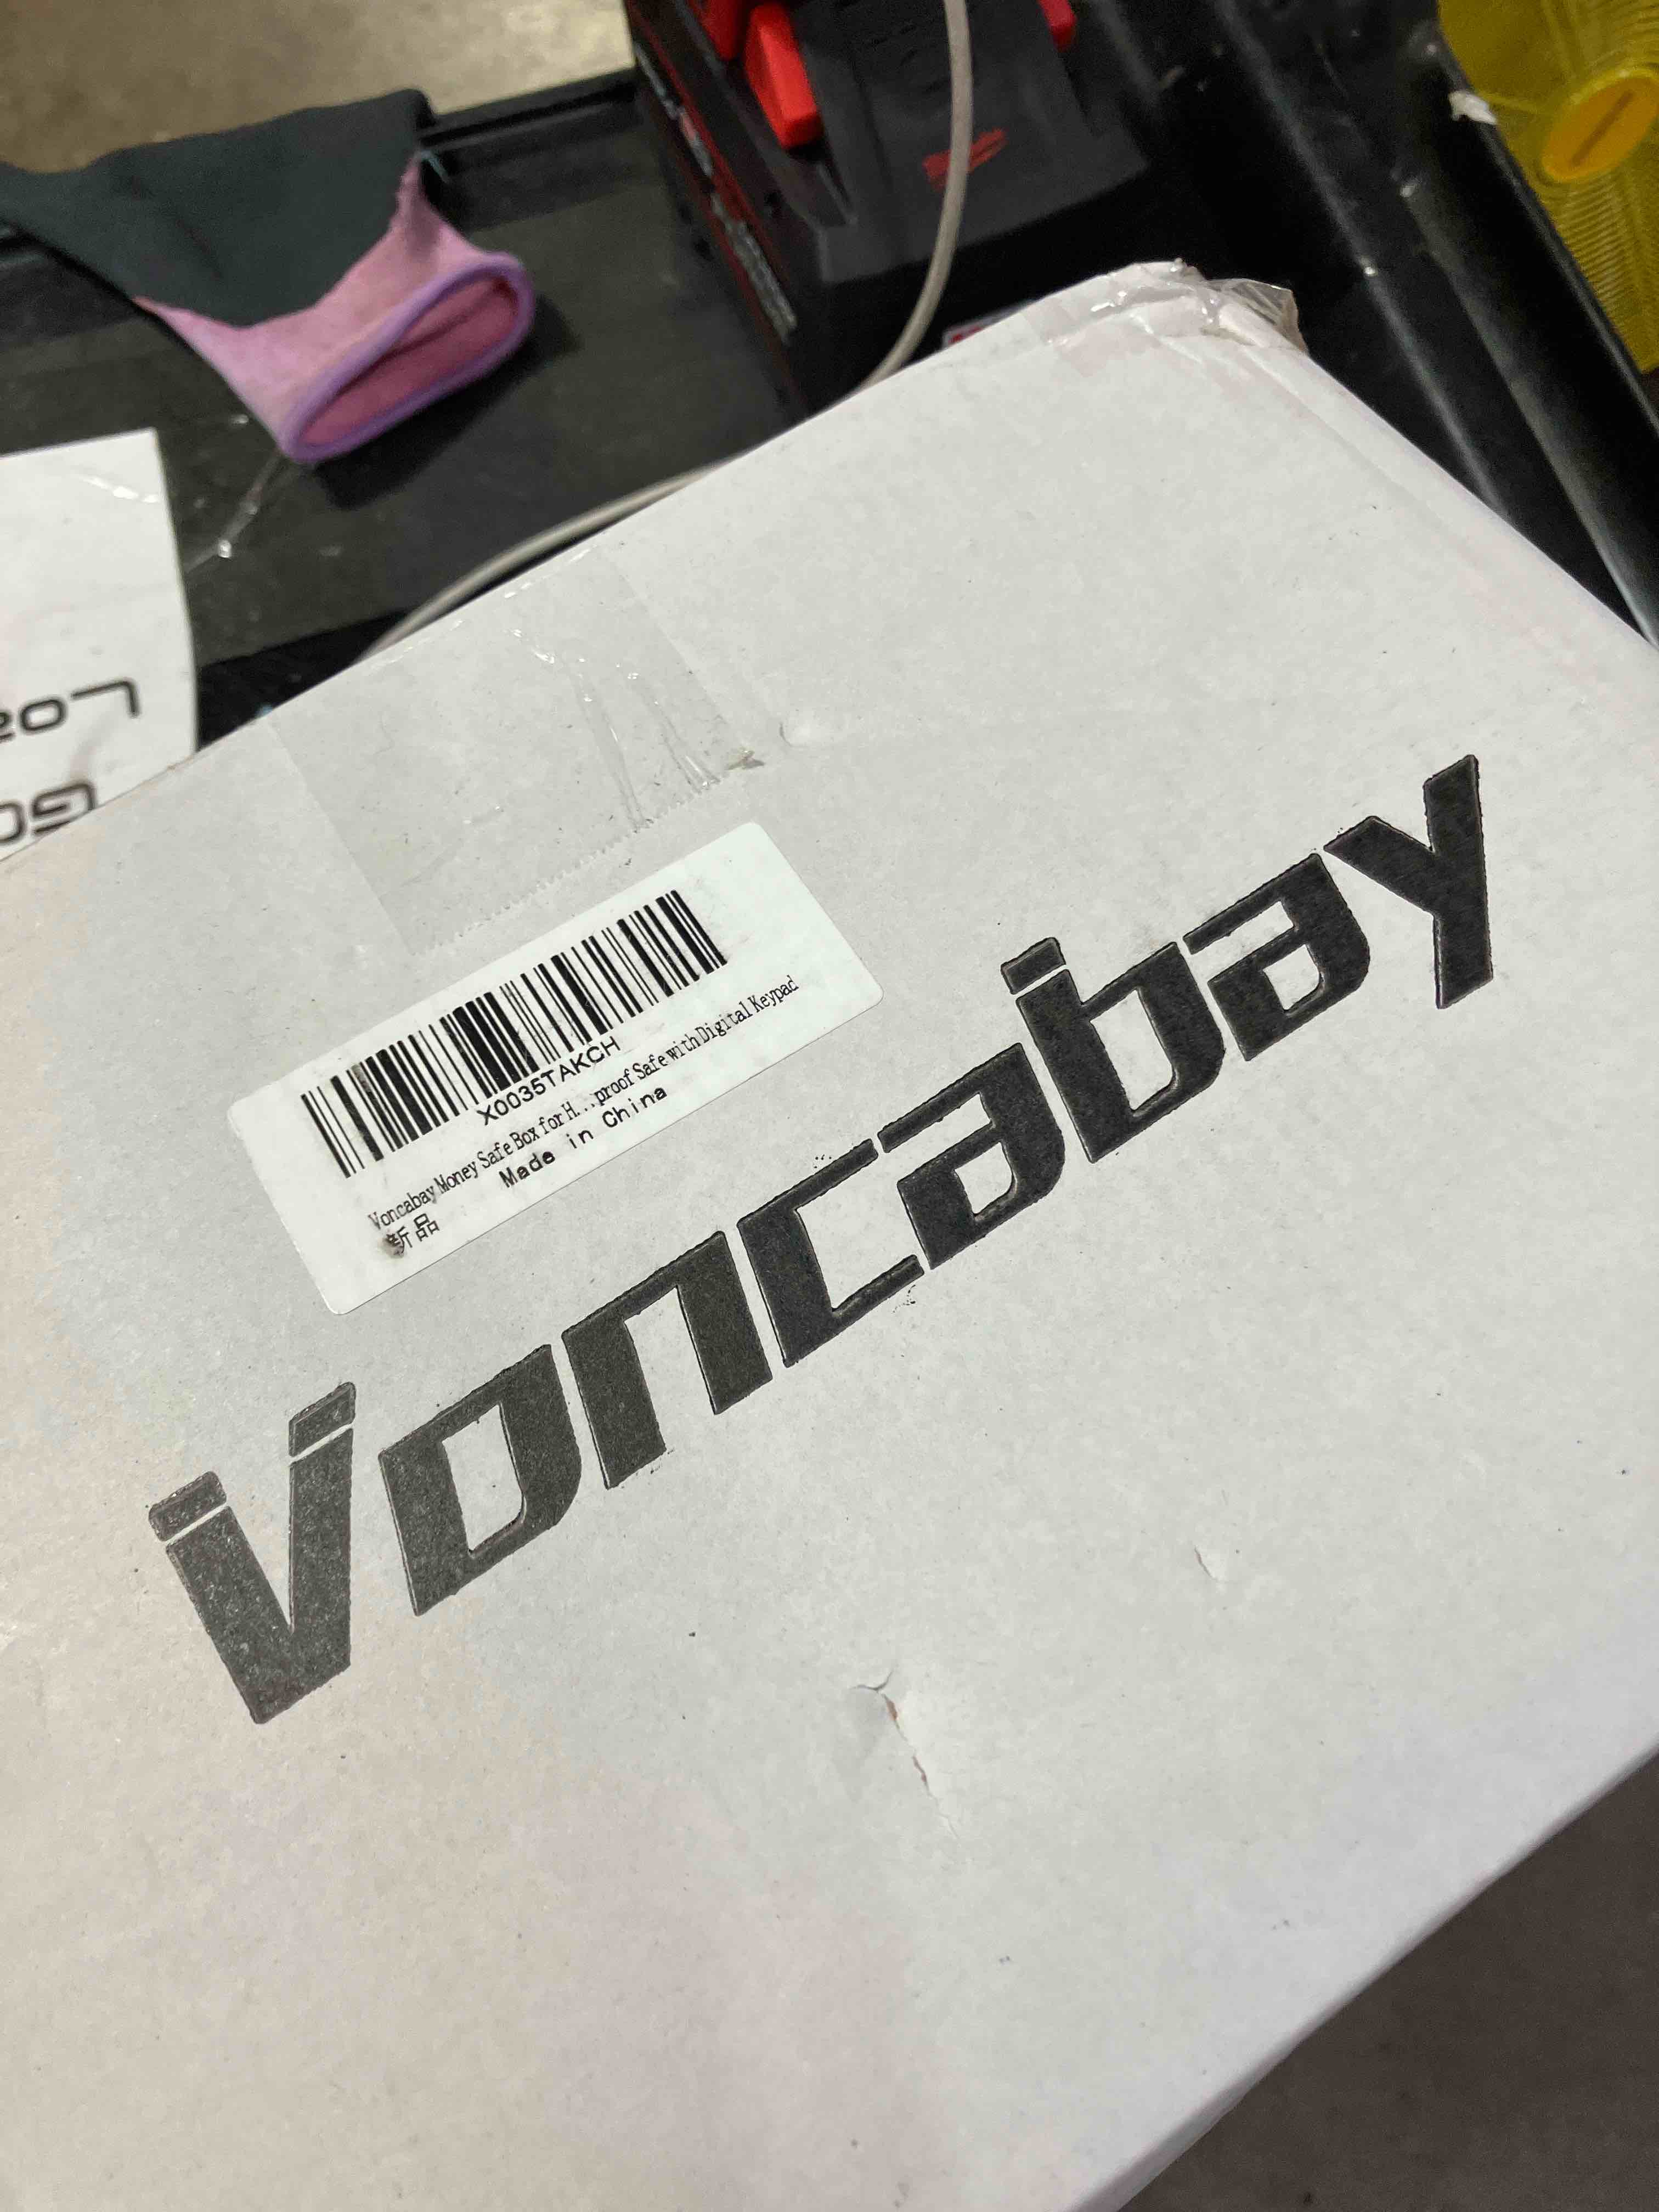 X0035TAKCH
Voncabay Money Safe Box for H...proof Safe with Digital Keypad
新品
Made in China
Voncabay